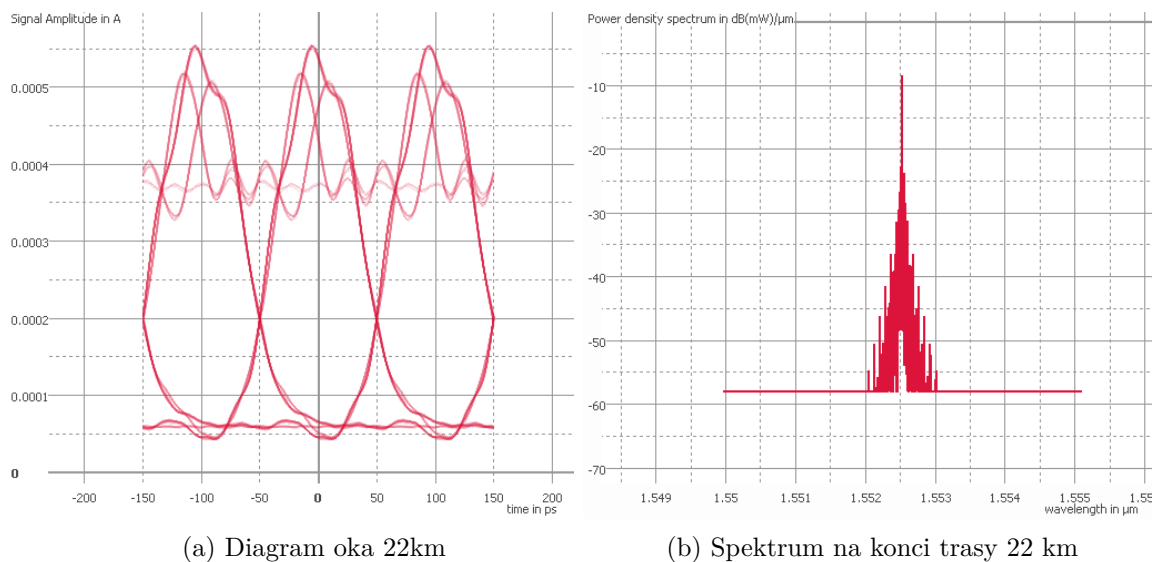 Signal Amplitude in A
0.0005
0.0004
0.0003
0.0002
0.0001
0
-200 -150 -100 -50 0 50 100 150 200
time in ps
(a) Diagram oka 22km
Power density spectrum in dB(mW)/µm
-10
-20
-30
-40
-50
-60
-70
1.549 1.55 1.551 1.552 1.553 1.554 1.555 1.55
wavelength in µm
(b) Spektrum na konci trasy 22 km